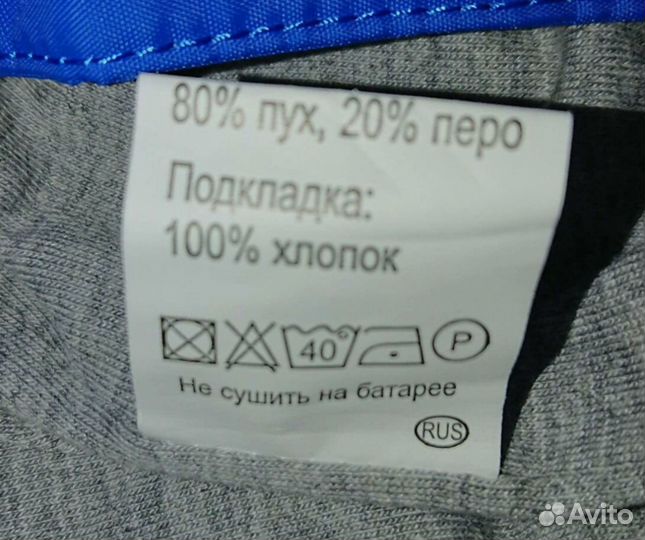 80% пух, 20% перо
Подкладка:
100% хлопок
40° P
Не сушить на батарее
RUS
Avito